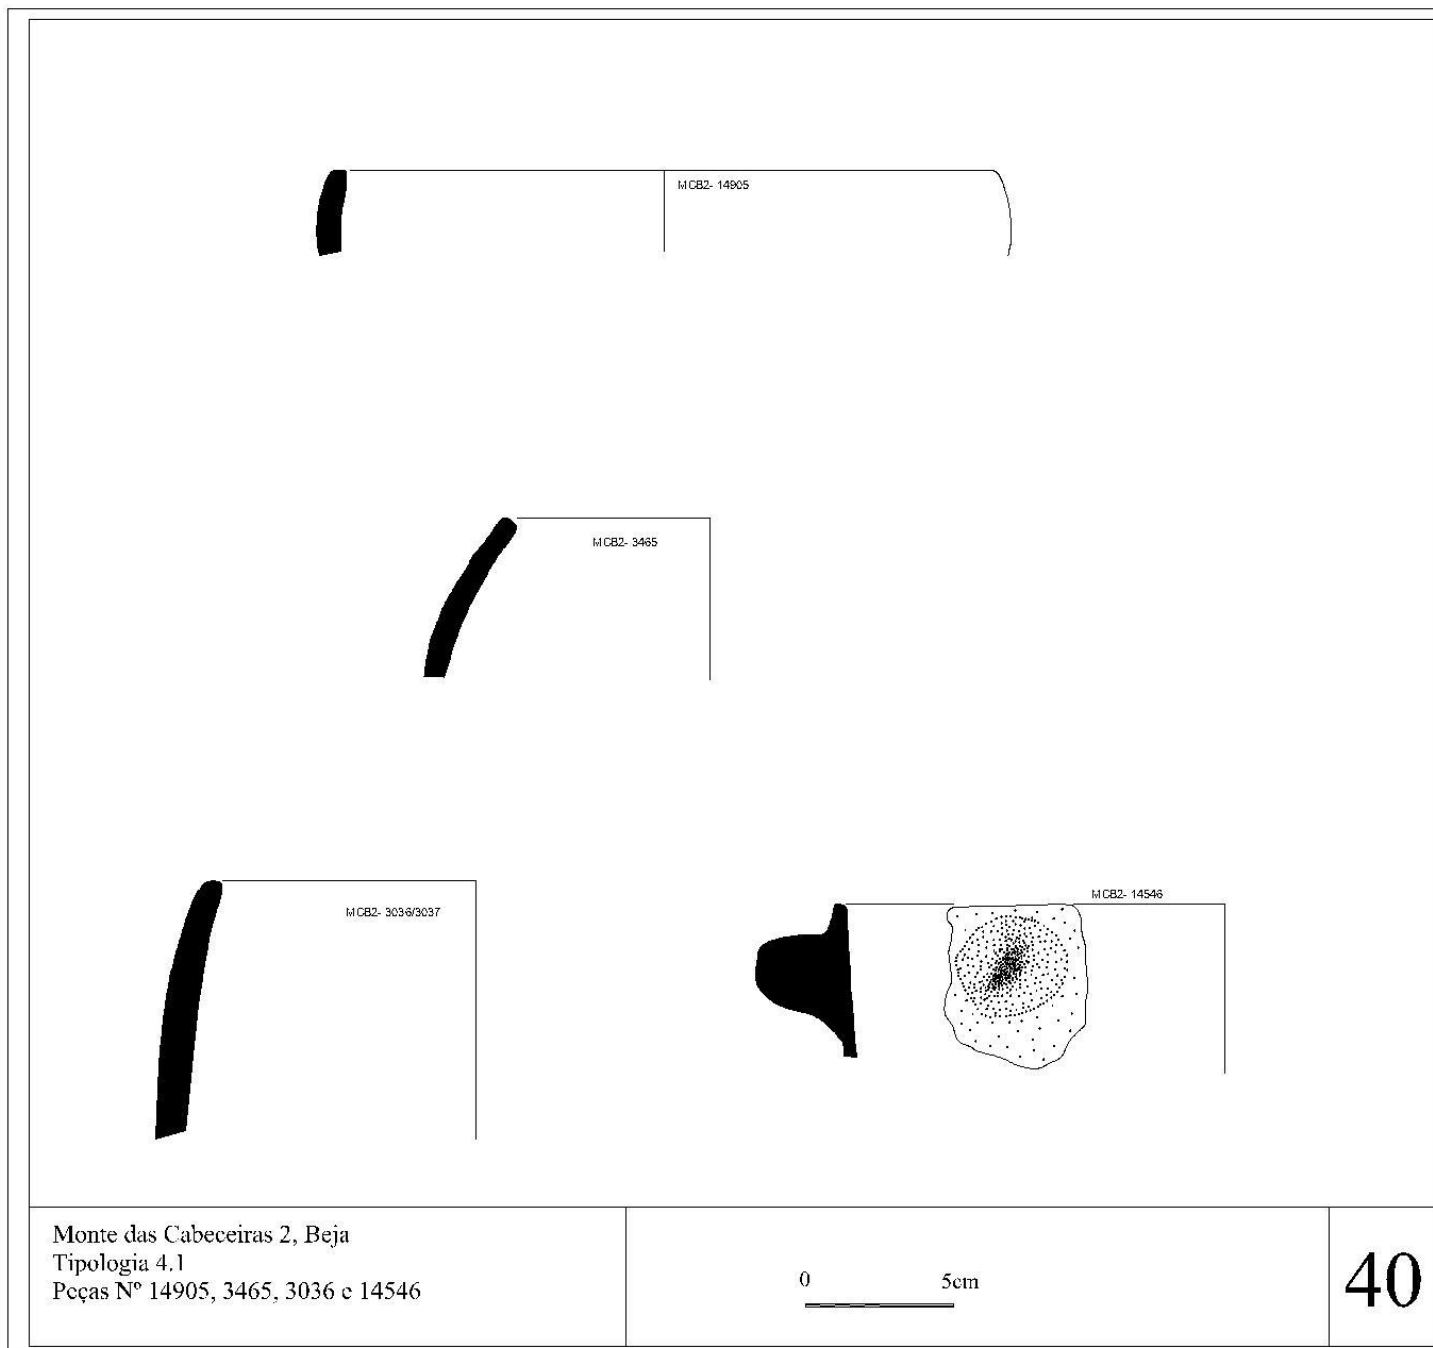 MCB2- 14905
MCB2- 3465
MCB2- 3036/3037
MCB2- 14546
Monte das Cabeceiras 2, Beja
Tipologia 4.1
Peças Nº 14905, 3465, 3036 e 14546
0 5cm
40